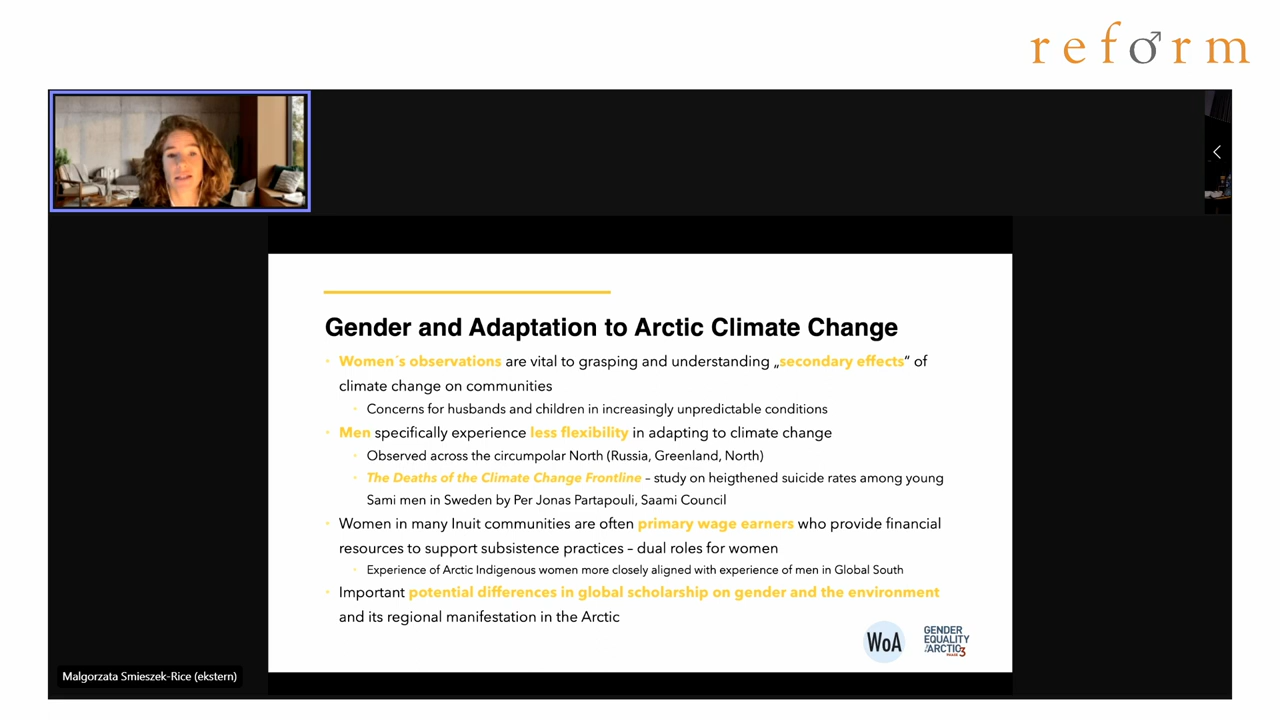 reform
Gender and Adaptation to Arctic Climate Change
Women´s observations are vital to grasping and understanding „secondary effects“ of
climate change on communities
Concerns for husbands and children in increasingly unpredictable conditions
Men specifically experience less flexibility in adapting to climate change
Observed across the circumpolar North (Russia, Greenland, North)
The Deaths of the Climate Change Frontline – study on heigthened suicide rates among young
Sami men in Sweden by Per Jonas Partapouli, Saami Council
Women in many Inuit communities are often primary wage earners who provide financial
resources to support subsistence practices – dual roles for women
Experience of Arctic Indigenous women more closely aligned with experience of men in Global South
Important potential differences in global scholarship on gender and the environment
and its regional manifestation in the Arctic
WoA
GENDER
EQUALITY
in the ARCTIC
PHASE 3
Malgorzata Smieszek-Rice (ekstern)